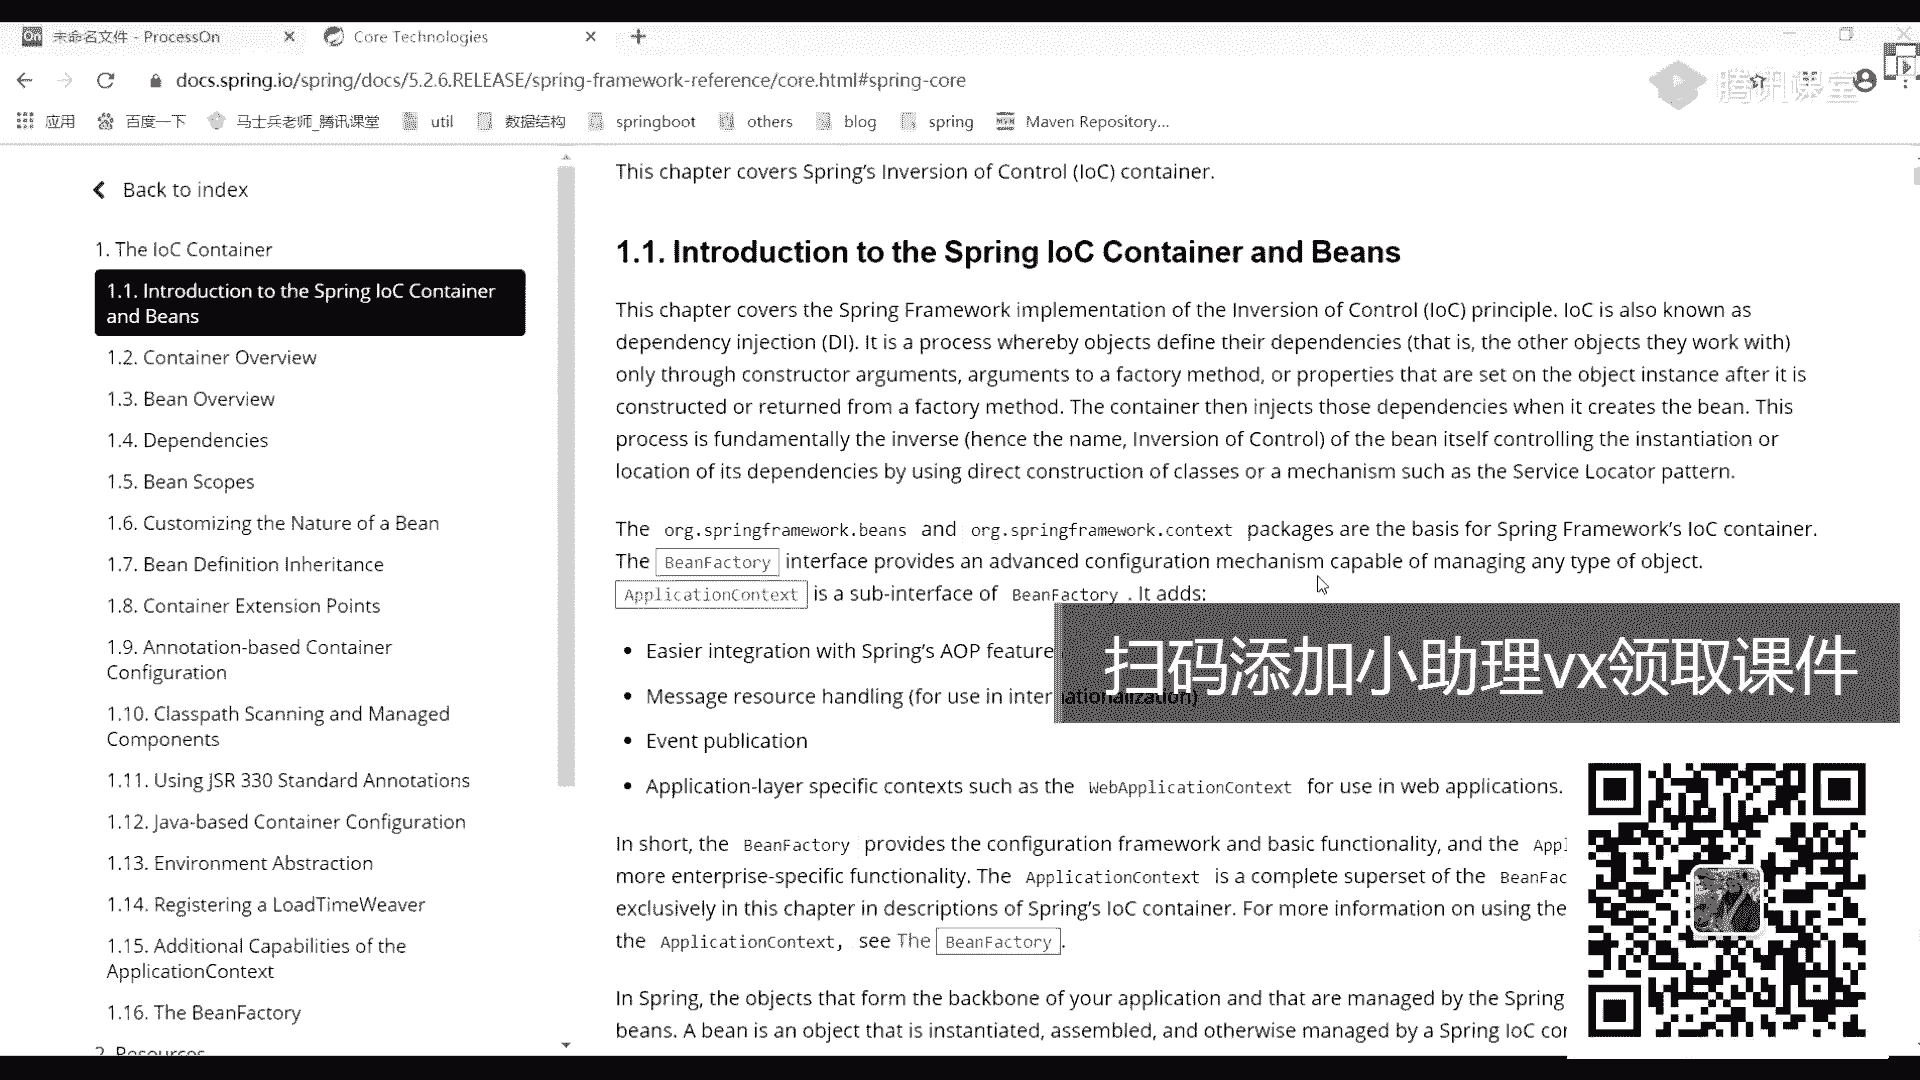 未命名文件 - ProcessOn
Core Technologies
docs.spring.io/spring/docs/5.2.6.RELEASE/spring-framework-reference/core.html#spring-core
腾讯课堂
应用 百度一下 马士兵老师_腾讯课堂 util 数据结构 springboot others blog spring Maven Repository...
Back to index
1. The IoC Container
1.1. Introduction to the Spring IoC Container
and Beans
1.2. Container Overview
1.3. Bean Overview
1.4. Dependencies
1.5. Bean Scopes
1.6. Customizing the Nature of a Bean
1.7. Bean Definition Inheritance
1.8. Container Extension Points
1.9. Annotation-based Container
Configuration
1.10. Classpath Scanning and Managed
Components
1.11. Using JSR 330 Standard Annotations
1.12. Java-based Container Configuration
1.13. Environment Abstraction
1.14. Registering a LoadTimeWeaver
1.15. Additional Capabilities of the
ApplicationContext
1.16. The BeanFactory
2. Resources
This chapter covers Spring’s Inversion of Control (IoC) container.
1.1. Introduction to the Spring IoC Container and Beans
This chapter covers the Spring Framework implementation of the Inversion of Control (IoC) principle. IoC is also known as
dependency injection (DI). It is a process whereby objects define their dependencies (that is, the other objects they work with)
only through constructor arguments, arguments to a factory method, or properties that are set on the object instance after it is
constructed or returned from a factory method. The container then injects those dependencies when it creates the bean. This
process is fundamentally the inverse (hence the name, Inversion of Control) of the bean itself controlling the instantiation or
location of its dependencies by using direct construction of classes or a mechanism such as the Service Locator pattern.
The org.springframework.beans and org.springframework.context packages are the basis for Spring Framework’s IoC container.
The BeanFactory interface provides an advanced configuration mechanism capable of managing any type of object.
ApplicationContext is a sub-interface of BeanFactory . It adds:
Easier integration with Spring’s AOP feature
Message resource handling (for use in internationalization)
Event publication
Application-layer specific contexts such as the WebApplicationContext for use in web applications.
扫码添加小助理vx领取课件
In short, the BeanFactory provides the configuration framework and basic functionality, and the Appl
more enterprise-specific functionality. The ApplicationContext is a complete superset of the BeanFac
exclusively in this chapter in descriptions of Spring’s IoC container. For more information on using the
the ApplicationContext, see The BeanFactory.
In Spring, the objects that form the backbone of your application and that are managed by the Spring
beans. A bean is an object that is instantiated, assembled, and otherwise managed by a Spring IoC con